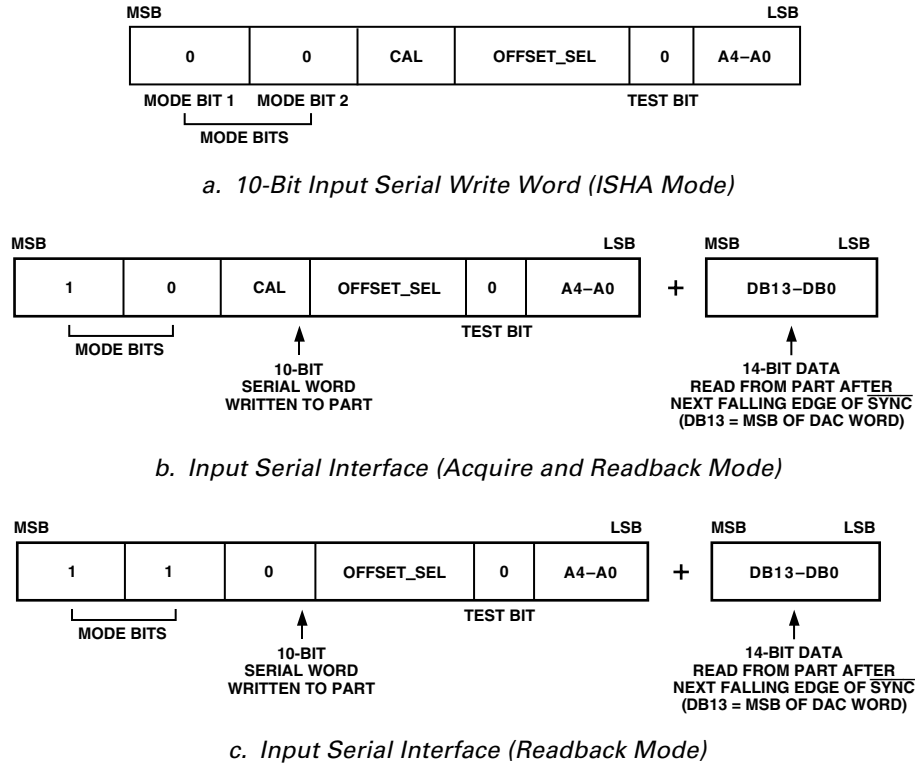 MSB LSB
0 0 CAL OFFSET_SEL 0 A4–A0
MODE BIT 1 MODE BIT 2 TEST BIT
MODE BITS
a. 10-Bit Input Serial Write Word (ISHA Mode)
MSB LSB MSB LSB
1 0 CAL OFFSET_SEL 0 A4–A0 + DB13–DB0
MODE BITS TEST BIT
10-BIT
SERIAL WORD
WRITTEN TO PART
14-BIT DATA
READ FROM PART AFTER
NEXT FALLING EDGE OF SYNC
(DB13 = MSB OF DAC WORD)
b. Input Serial Interface (Acquire and Readback Mode)
MSB LSB MSB LSB
1 1 0 OFFSET_SEL 0 A4–A0 + DB13–DB0
MODE BITS TEST BIT
10-BIT
SERIAL WORD
WRITTEN TO PART
14-BIT DATA
READ FROM PART AFTER
NEXT FALLING EDGE OF SYNC
(DB13 = MSB OF DAC WORD)
c. Input Serial Interface (Readback Mode)